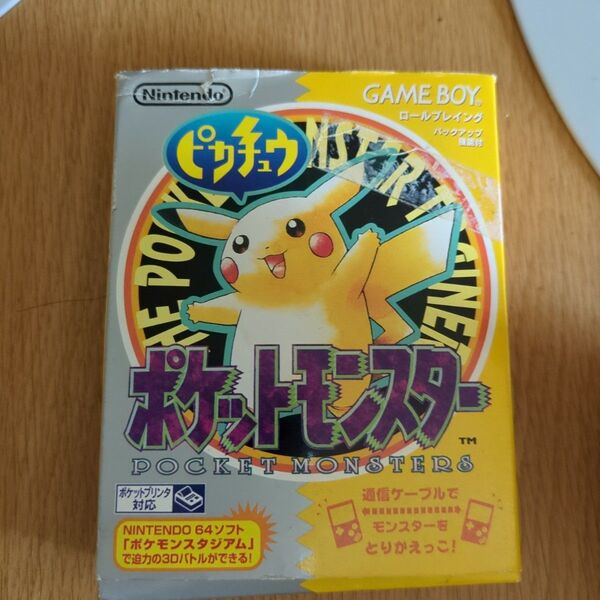 Nintendo
GAME BOY
ロールプレイング
バックアップ
機能付
ピカチュウ
ポケットモンスター
TM
POCKET MONSTERS
ポケットプリンタ
対応
NINTENDO 64ソフト
「ポケモンスタジアム」
で迫力の3Dバトルができる!
通信ケーブルで
モンスターを
とりかえっこ!